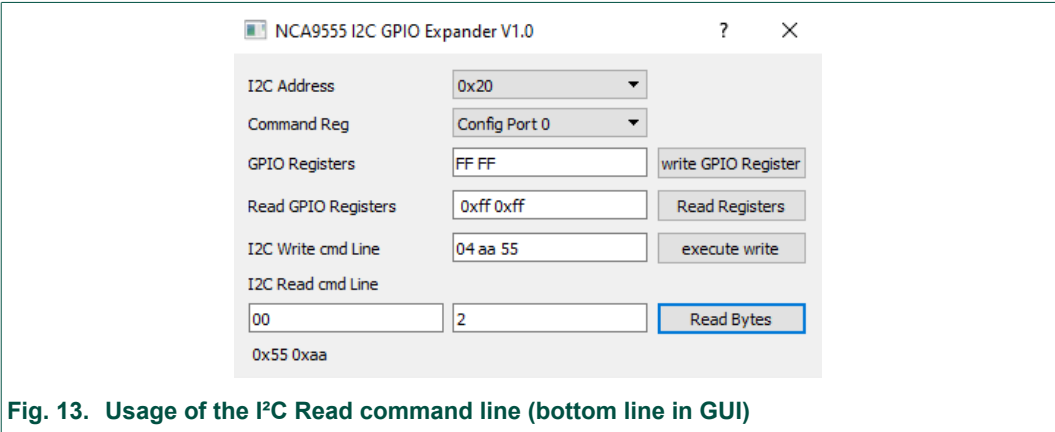 NCA9555 I2C GPIO Expander V1.0 ?
I2C Address 0x20
Command Reg Config Port 0
GPIO Registers FF FF write GPIO Register
Read GPIO Registers 0xff 0xff Read Registers
I2C Write cmd Line 04 aa 55 execute write
I2C Read cmd Line
00 2 Read Bytes
0x55 0xaa
Fig. 13. Usage of the I²C Read command line (bottom line in GUI)